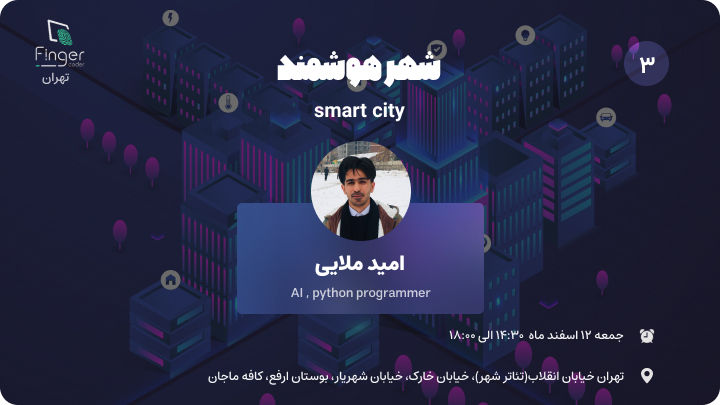 Finger
coder
تهران
شهر هوشمند
۳
smart city
امید ملایی
AI , python programmer
جمعه ۱۲ اسفند ماه ۱۴:۳۰ الی ۱۸:۰۰
تهران خیابان انقلاب(تئاتر شهر)، خیابان خارک، خیابان شهریار، بوستان ارفع، کافه ماجان